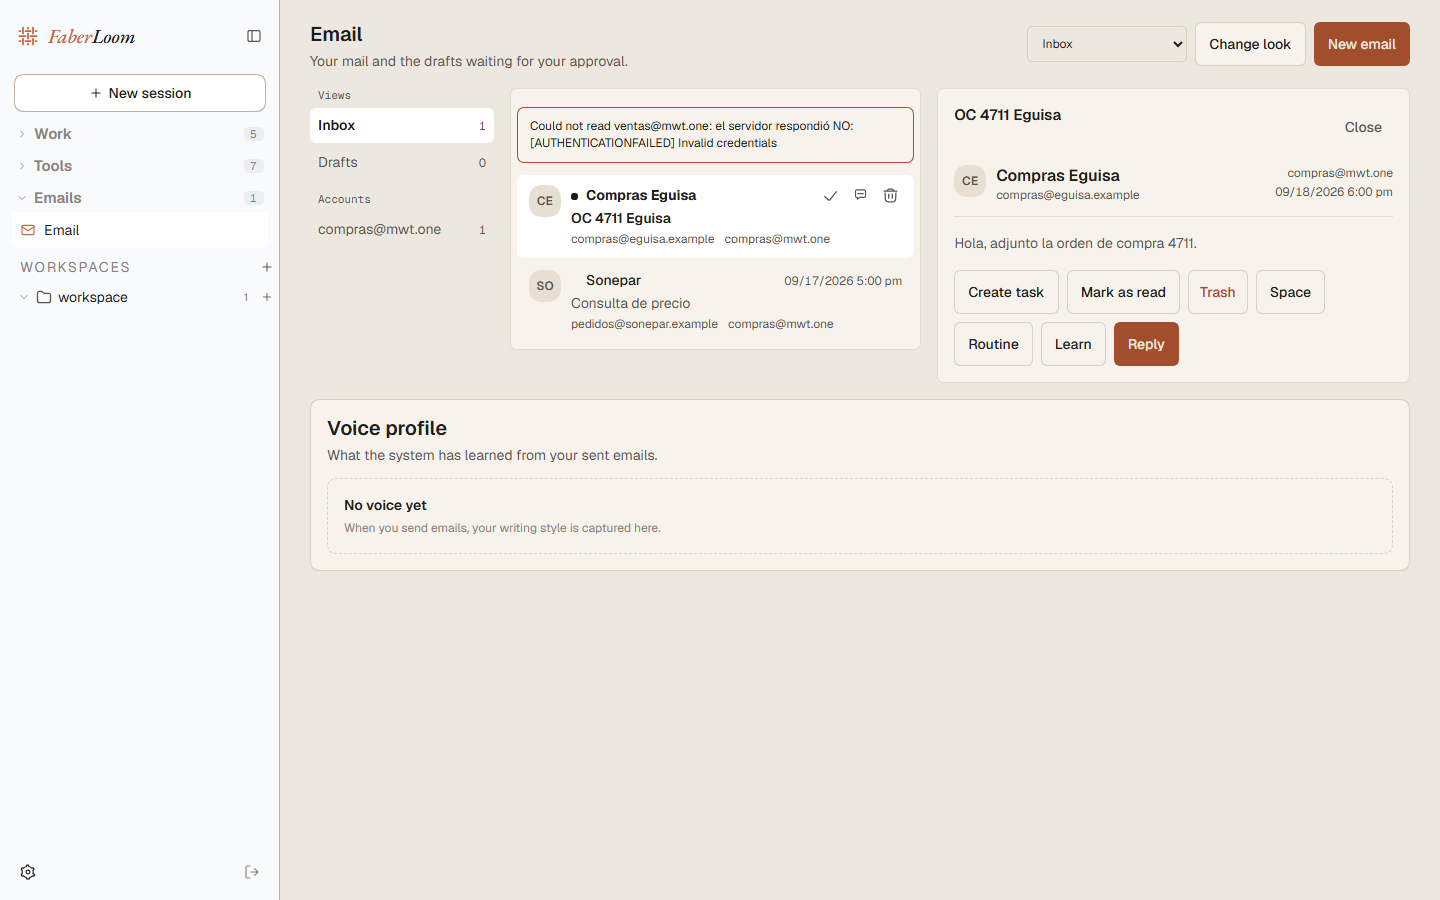 FaberLoom
New session
Work 5
Tools 7
Emails 1
Email
WORKSPACES
workspace 1
Email
Your mail and the drafts waiting for your approval.
Inbox
Change look
New email
Views
Inbox 1
Drafts 0
Accounts
compras@mwt.one 1
Could not read ventas@mwt.one: el servidor respondió NO:
[AUTHENTICATIONFAILED] Invalid credentials
CE
Compras Eguisa
OC 4711 Eguisa
compras@eguisa.example compras@mwt.one
SO
Sonepar 09/17/2026 5:00 pm
Consulta de precio
pedidos@sonepar.example compras@mwt.one
OC 4711 Eguisa
Close
CE
Compras Eguisa
compras@eguisa.example
compras@mwt.one
09/18/2026 6:00 pm
Hola, adjunto la orden de compra 4711.
Create task
Mark as read
Trash
Space
Routine
Learn
Reply
Voice profile
What the system has learned from your sent emails.
No voice yet
When you send emails, your writing style is captured here.